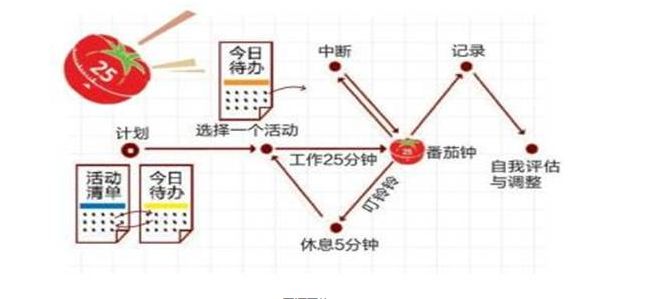 25
今日
待办
中断
记录
计划
选择一个活动
工作25分钟
25
番茄钟
自我评估
与调整
活动
清单
今日
待办
叮铃铃
休息5分钟